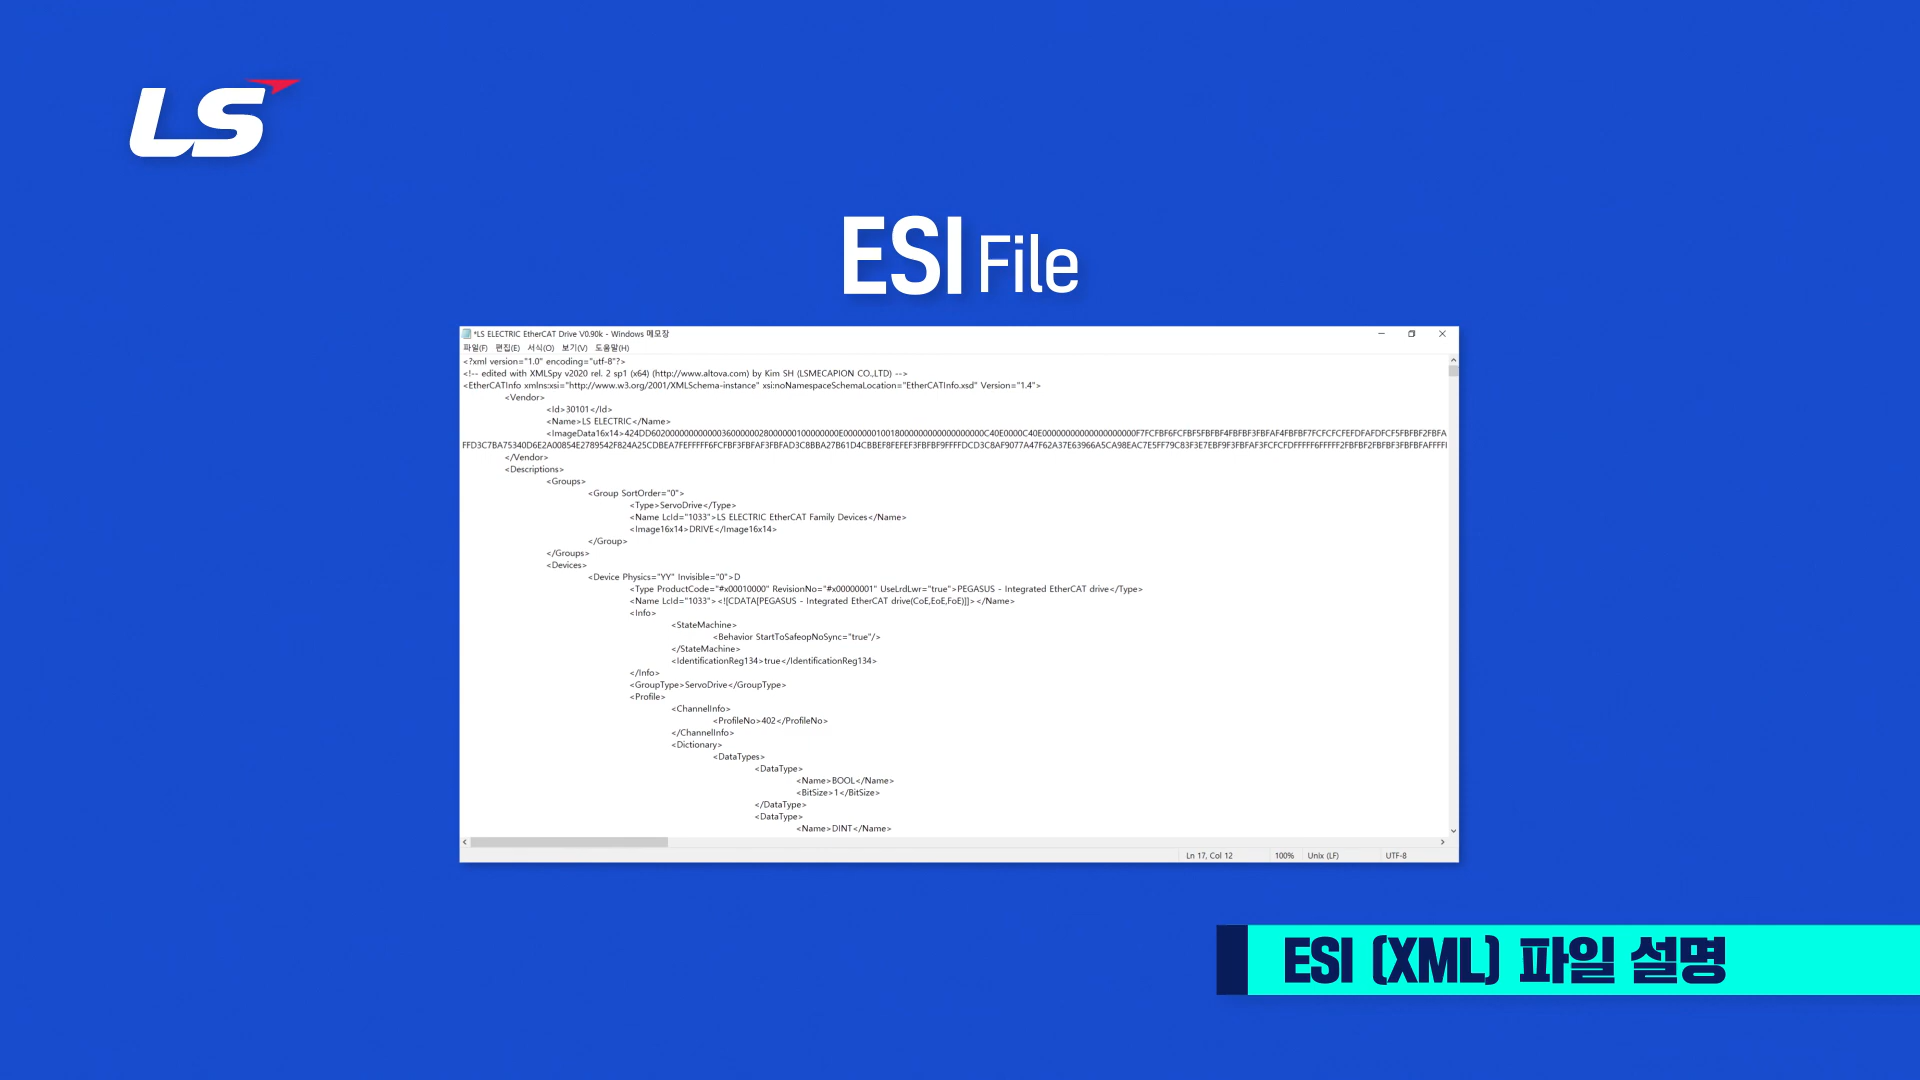 LS
ESI File
*LS ELECTRIC EtherCAT Drive V0.90k - Windows 메모장
파일(F) 편집(E) 서식(O) 보기(V) 도움말(H)
<?xml version="1.0" encoding="utf-8"?>
<!-- edited with XMLSpy v2020 rel. 2 sp1 (x64) (http://www.altova.com) by Kim SH (LSMECAPION CO.,LTD) -->
<EtherCATInfo xmlns:xsi="http://www.w3.org/2001/XMLSchema-instance" xsi:noNamespaceSchemaLocation="EtherCATInfo.xsd" Version="1.4">
<Vendor>
<Id>30101</Id>
<Name>LS ELECTRIC</Name>
<ImageData16x14>
</Vendor>
<Descriptions>
<Groups>
<Group SortOrder="0">
<Type>ServoDrive</Type>
<Name LcId="1033">LS ELECTRIC EtherCAT Family Devices</Name>
<Image16x14>DRIVE</Image16x14>
</Group>
</Groups>
<Devices>
<Device Physics="YY" Invisible="0">D
<Type ProductCode="#x00010000" RevisionNo="#x00000001" UseLrdLwr="true">PEGASUS - Integrated EtherCAT drive</Type>
<Name LcId="1033"><![CDATA[PEGASUS - Integrated EtherCAT drive(CoE,EoE,FoE)]]></Name>
<Info>
<StateMachine>
<Behavior StartToSafeopNoSync="true"/>
</StateMachine>
<IdentificationReg134>true</IdentificationReg134>
</Info>
<GroupType>ServoDrive</GroupType>
<Profile>
<ChannelInfo>
<ProfileNo>402</ProfileNo>
</ChannelInfo>
<Dictionary>
<DataTypes>
<DataType>
<Name>BOOL</Name>
<BitSize>1</BitSize>
</DataType>
<DataType>
<Name>DINT</Name>
Ln 17, Col 12 100% Unix (LF) UTF-8
ESI (XML) 파일 설명